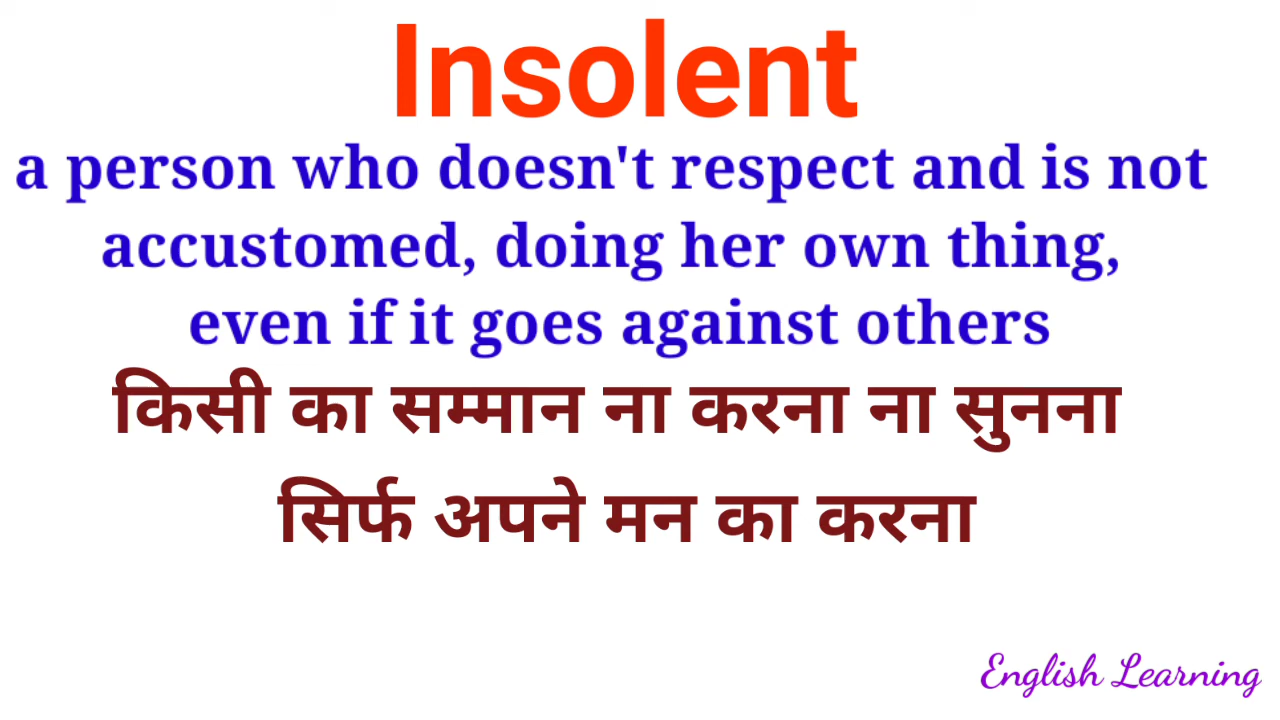 Insolent
a person who doesn't respect and is not
accustomed, doing her own thing,
even if it goes against others
किसी का सम्मान ना करना ना सुनना
सिर्फ अपने मन का करना
English Learning